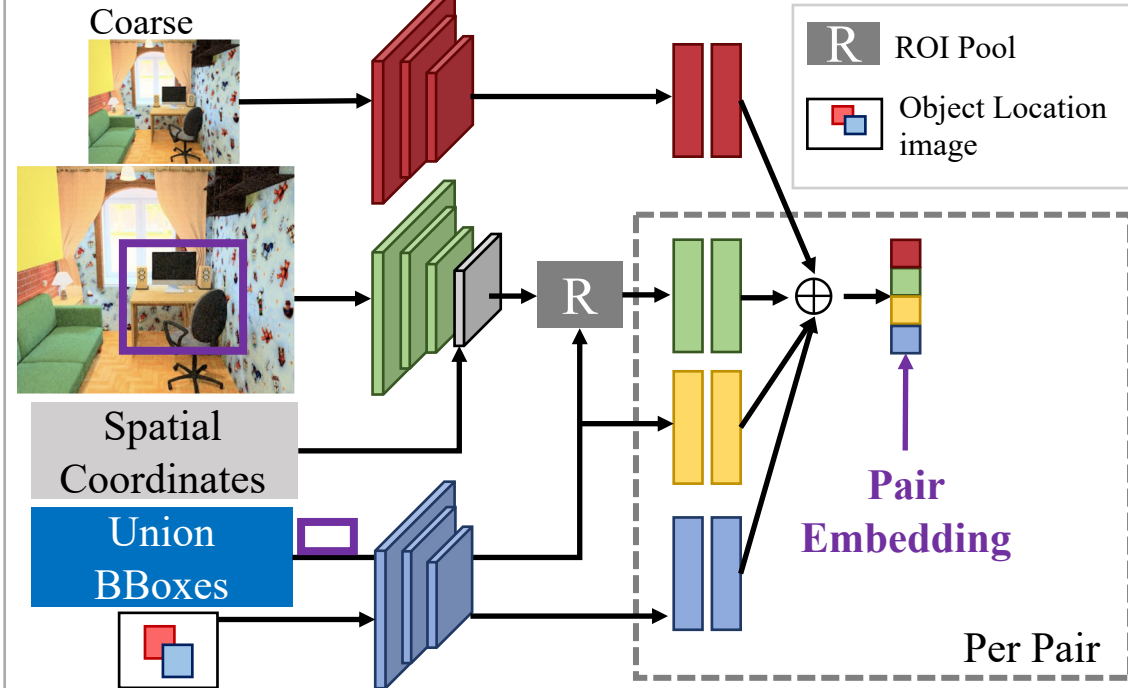 Coarse
R
ROI Pool
Object Location
image
R
Spatial
Coordinates
Union
BBoxes
Pair
Embedding
Per Pair